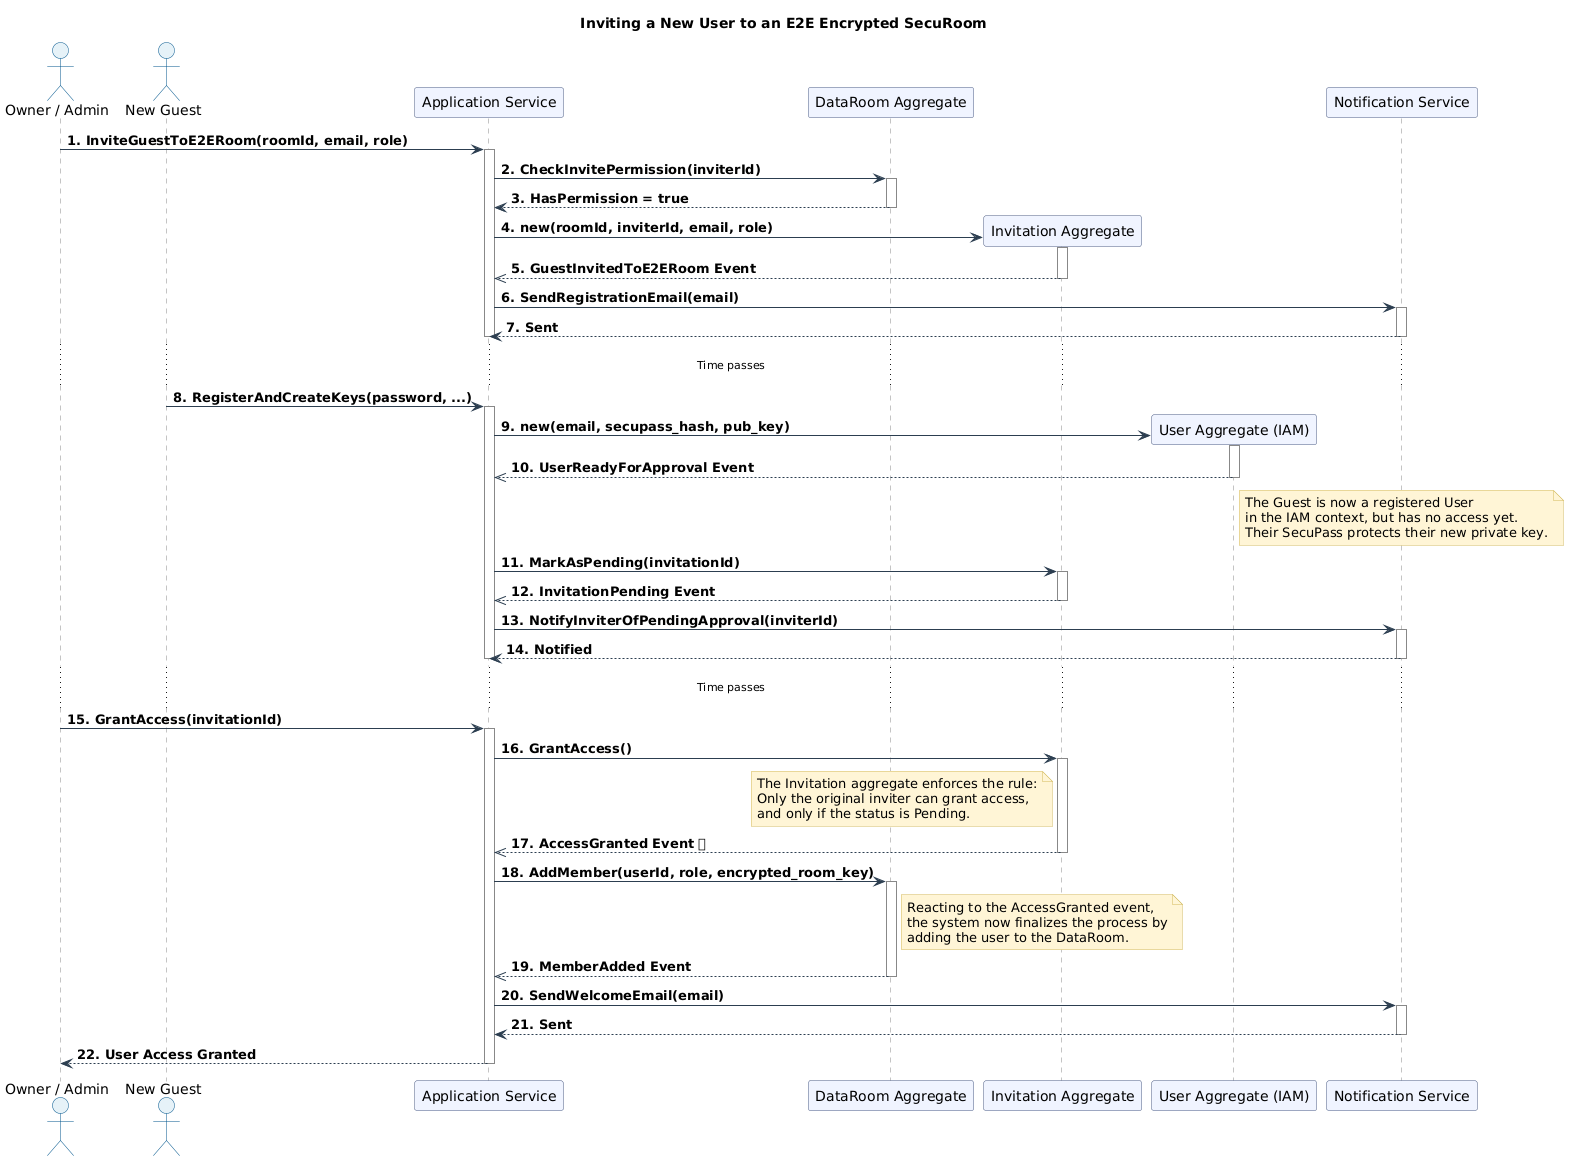 Inviting a New User to an E2E Encrypted SecuRoom
Owner / Admin
New Guest
Application Service
DataRoom Aggregate
Notification Service
1. InviteGuestToE2ERoom(roomId, email, role)
2. CheckInvitePermission(inviterId)
3. HasPermission = true
4. new(roomId, inviterId, email, role)
Invitation Aggregate
5. GuestInvitedToE2ERoom Event
6. SendRegistrationEmail(email)
7. Sent
Time passes
8. RegisterAndCreateKeys(password, ...)
9. new(email, secupass_hash, pub_key)
User Aggregate (IAM)
10. UserReadyForApproval Event
The Guest is now a registered User
in the IAM context, but has no access yet.
Their SecuPass protects their new private key.
11. MarkAsPending(invitationId)
12. InvitationPending Event
13. NotifyInviterOfPendingApproval(inviterId)
14. Notified
Time passes
15. GrantAccess(invitationId)
16. GrantAccess()
The Invitation aggregate enforces the rule:
Only the original inviter can grant access,
and only if the status is Pending.
17. AccessGranted Event
18. AddMember(userId, role, encrypted_room_key)
Reacting to the AccessGranted event,
the system now finalizes the process by
adding the user to the DataRoom.
19. MemberAdded Event
20. SendWelcomeEmail(email)
21. Sent
22. User Access Granted
Owner / Admin
New Guest
Application Service
DataRoom Aggregate
Invitation Aggregate
User Aggregate (IAM)
Notification Service